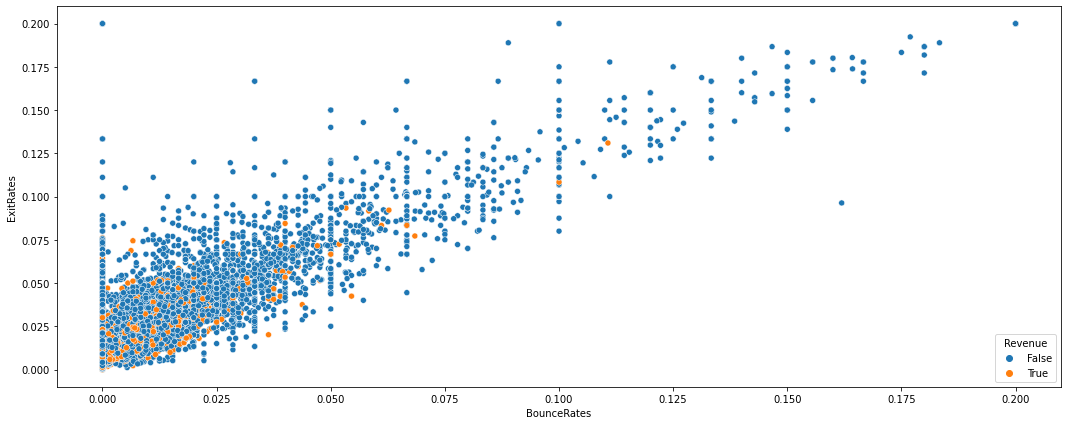 0.200
0.175
0.150
0.125
0.100
0.075
0.050
0.025
0.000
ExitRates
0.000 0.025 0.050 0.075 0.100 0.125 0.150 0.175 0.200
BounceRates
Revenue
False
True